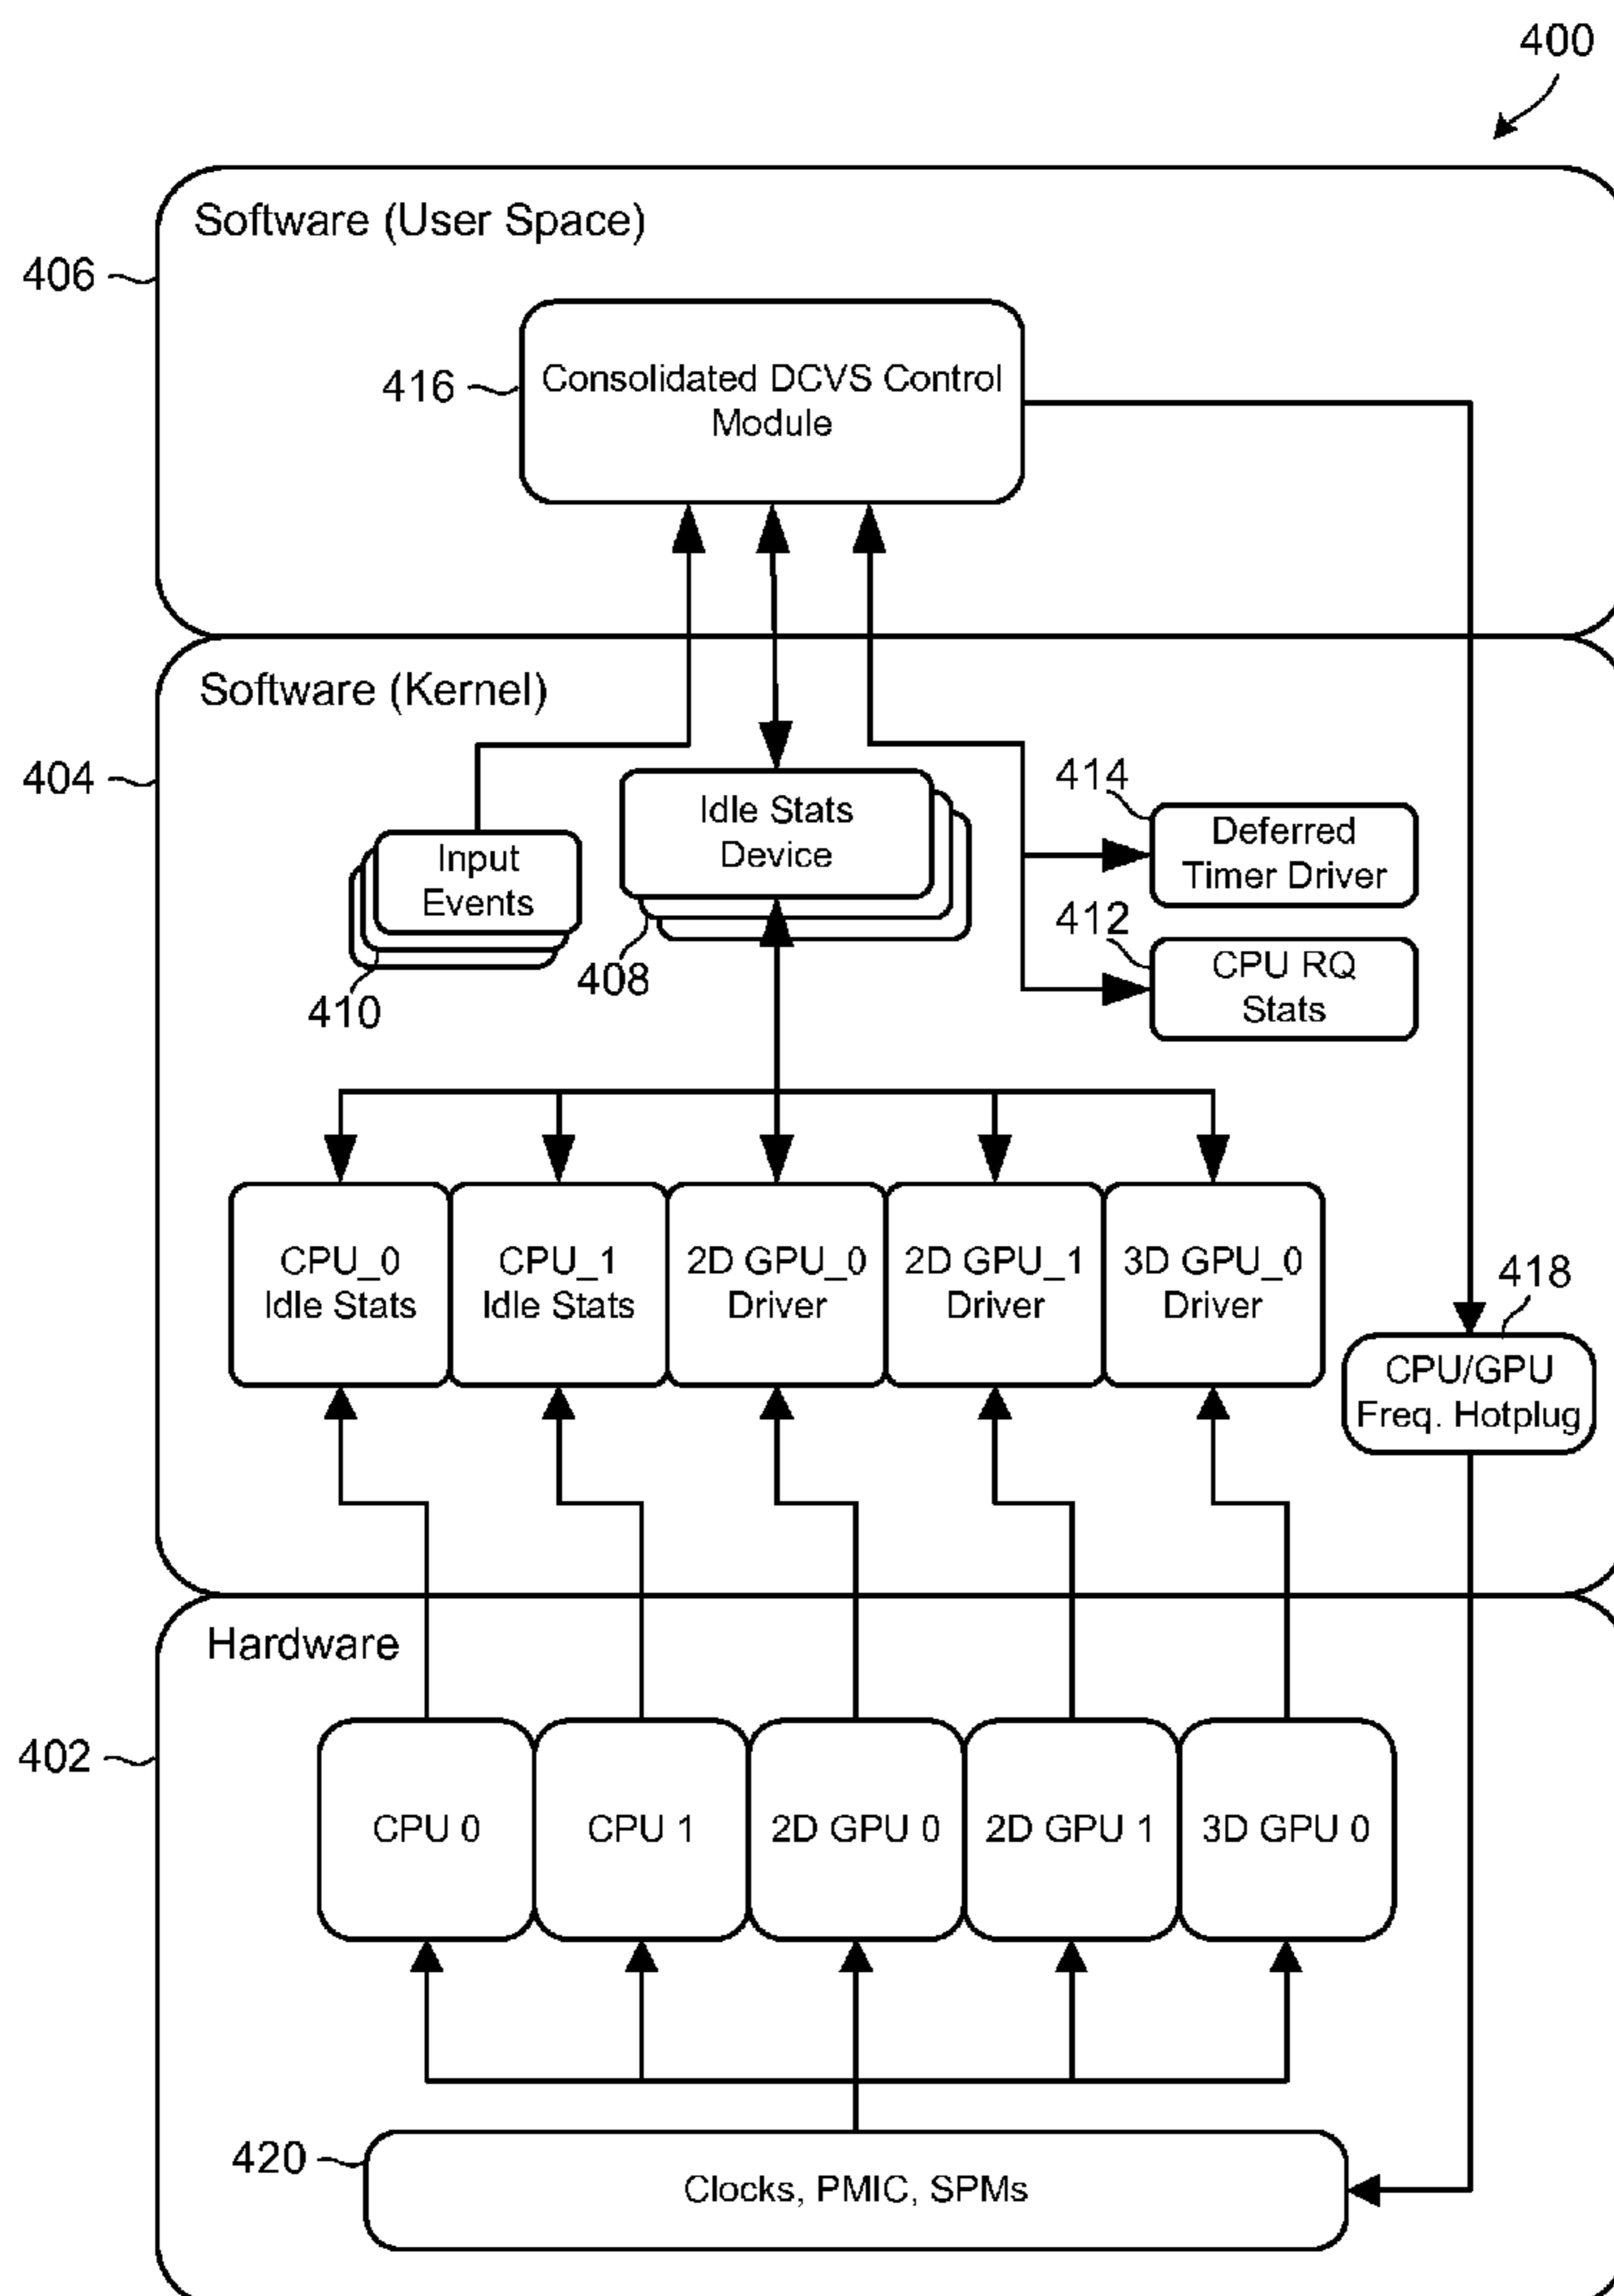 400
Software (User Space)
406
416
Consolidated DCVS Control
Module
Software (Kernel)
404
414
Deferred
Timer Driver
Idle Stats
Device
Input
Events
412
CPU RQ
Stats
408
410
CPU_0
Idle Stats
CPU_1
Idle Stats
2D GPU_0
Driver
2D GPU_1
Driver
3D GPU_0
Driver
418
CPU/GPU
Freq. Hotplug
Hardware
402
CPU 0
CPU 1
2D GPU 0
2D GPU 1
3D GPU 0
420
Clocks, PMIC, SPMs